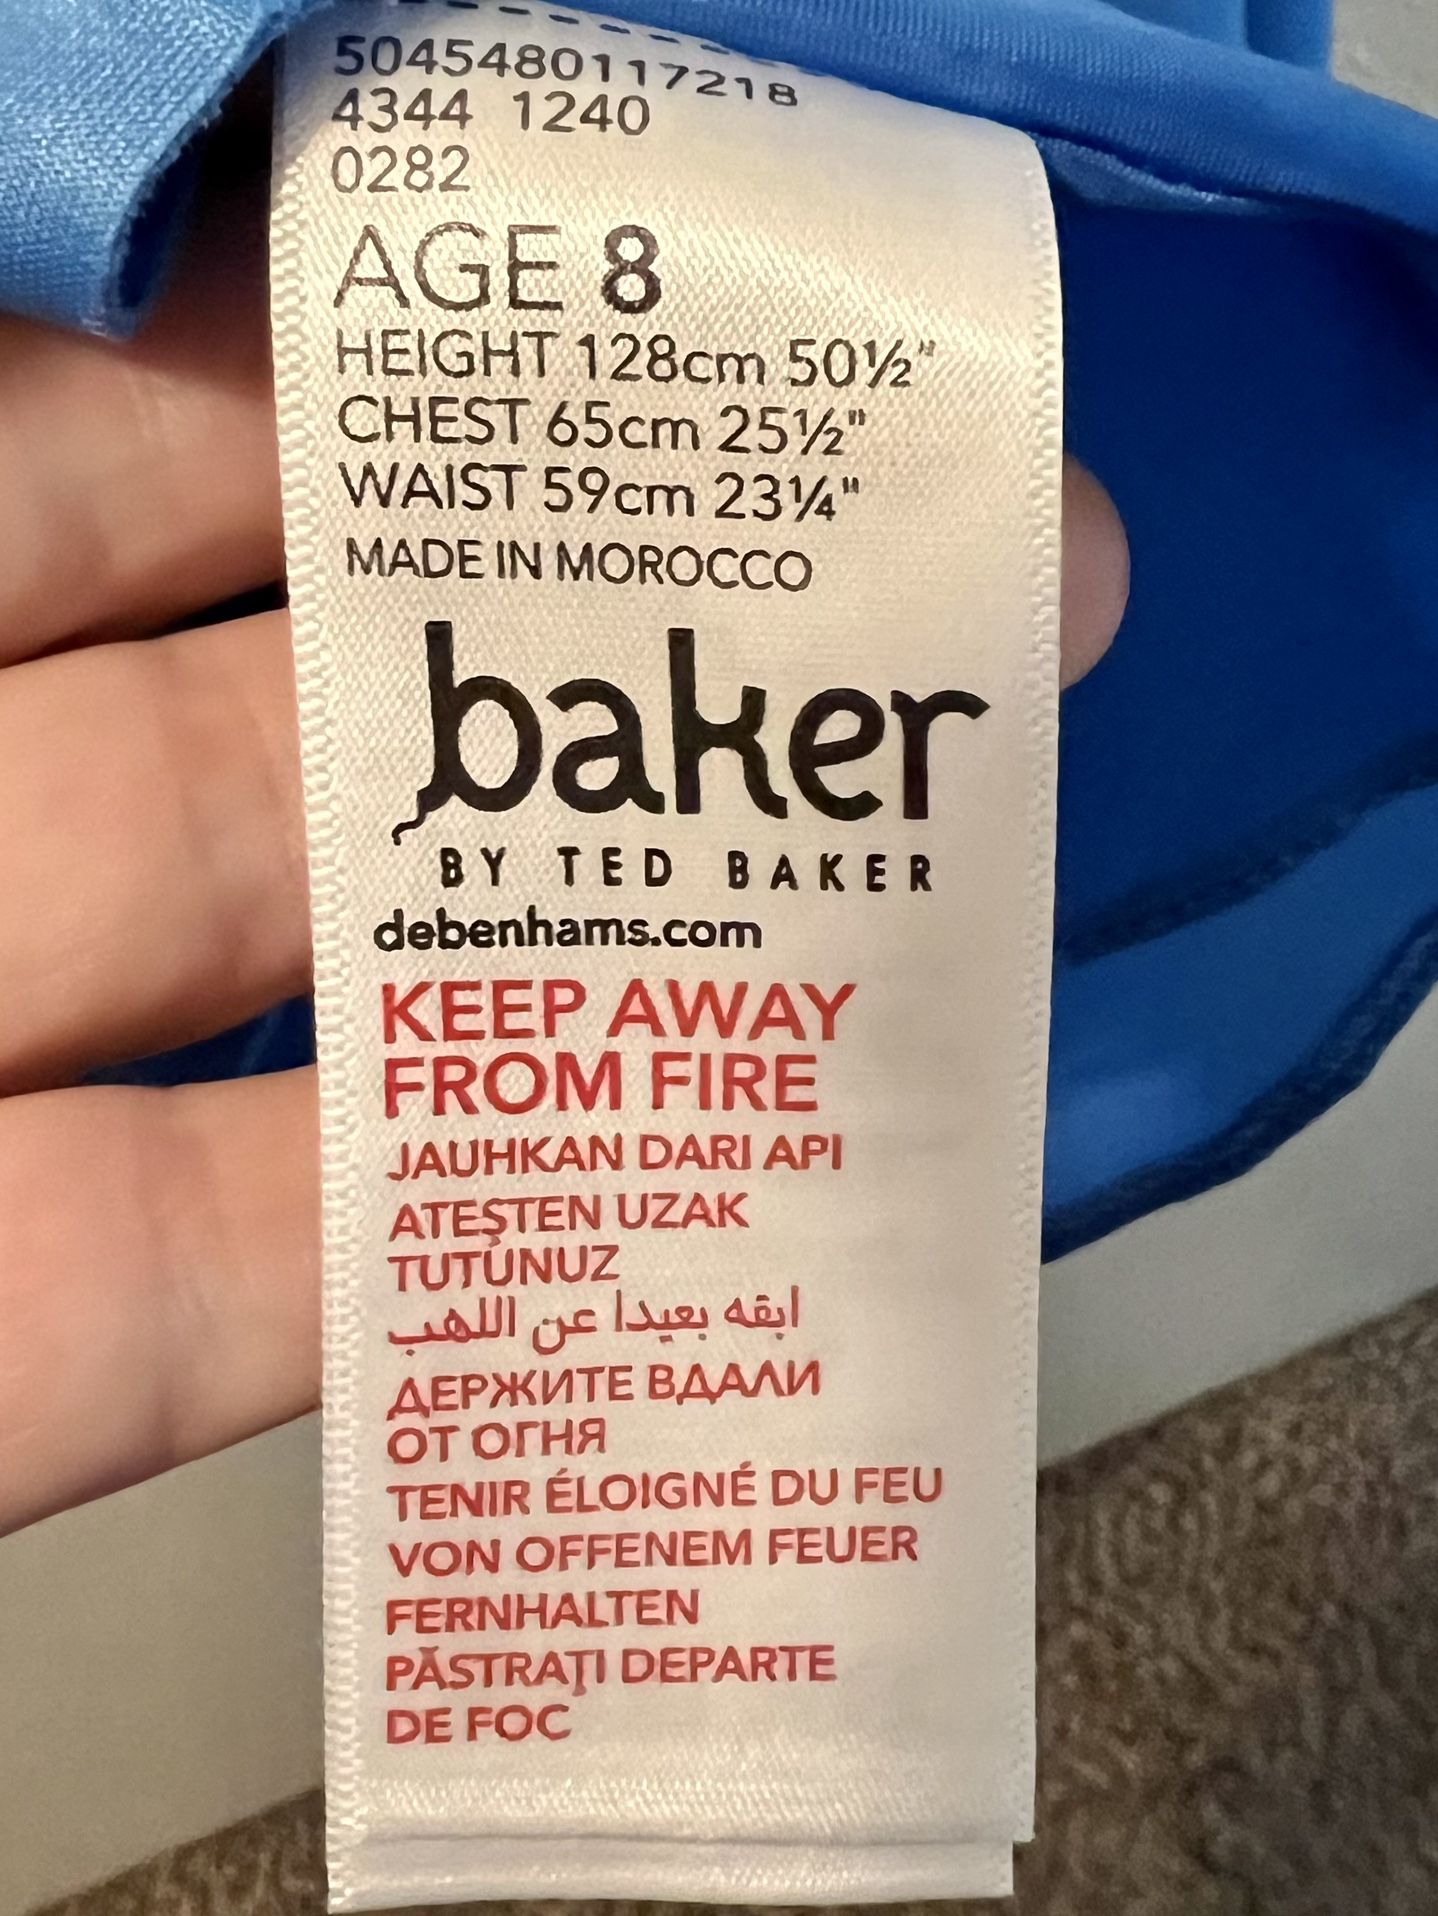 5045480117218
4344 1240
0282
AGE 8
HEIGHT 128cm 50½"
CHEST 65cm 25½"
WAIST 59cm 23¼"
MADE IN MOROCCO
baker
BY TED BAKER
debenhams.com
KEEP AWAY
FROM FIRE
JAUHKAN DARI API
ATEŞTEN UZAK
TUTUNUZ
ابقه بعيدا عن اللهب
ДЕРЖИТЕ ВДАЛИ
ОТ ОГНЯ
TENIR ÉLOIGNÉ DU FEU
VON OFFENEM FEUER
FERNHALTEN
PĂSTRAŢI DEPARTE
DE FOC